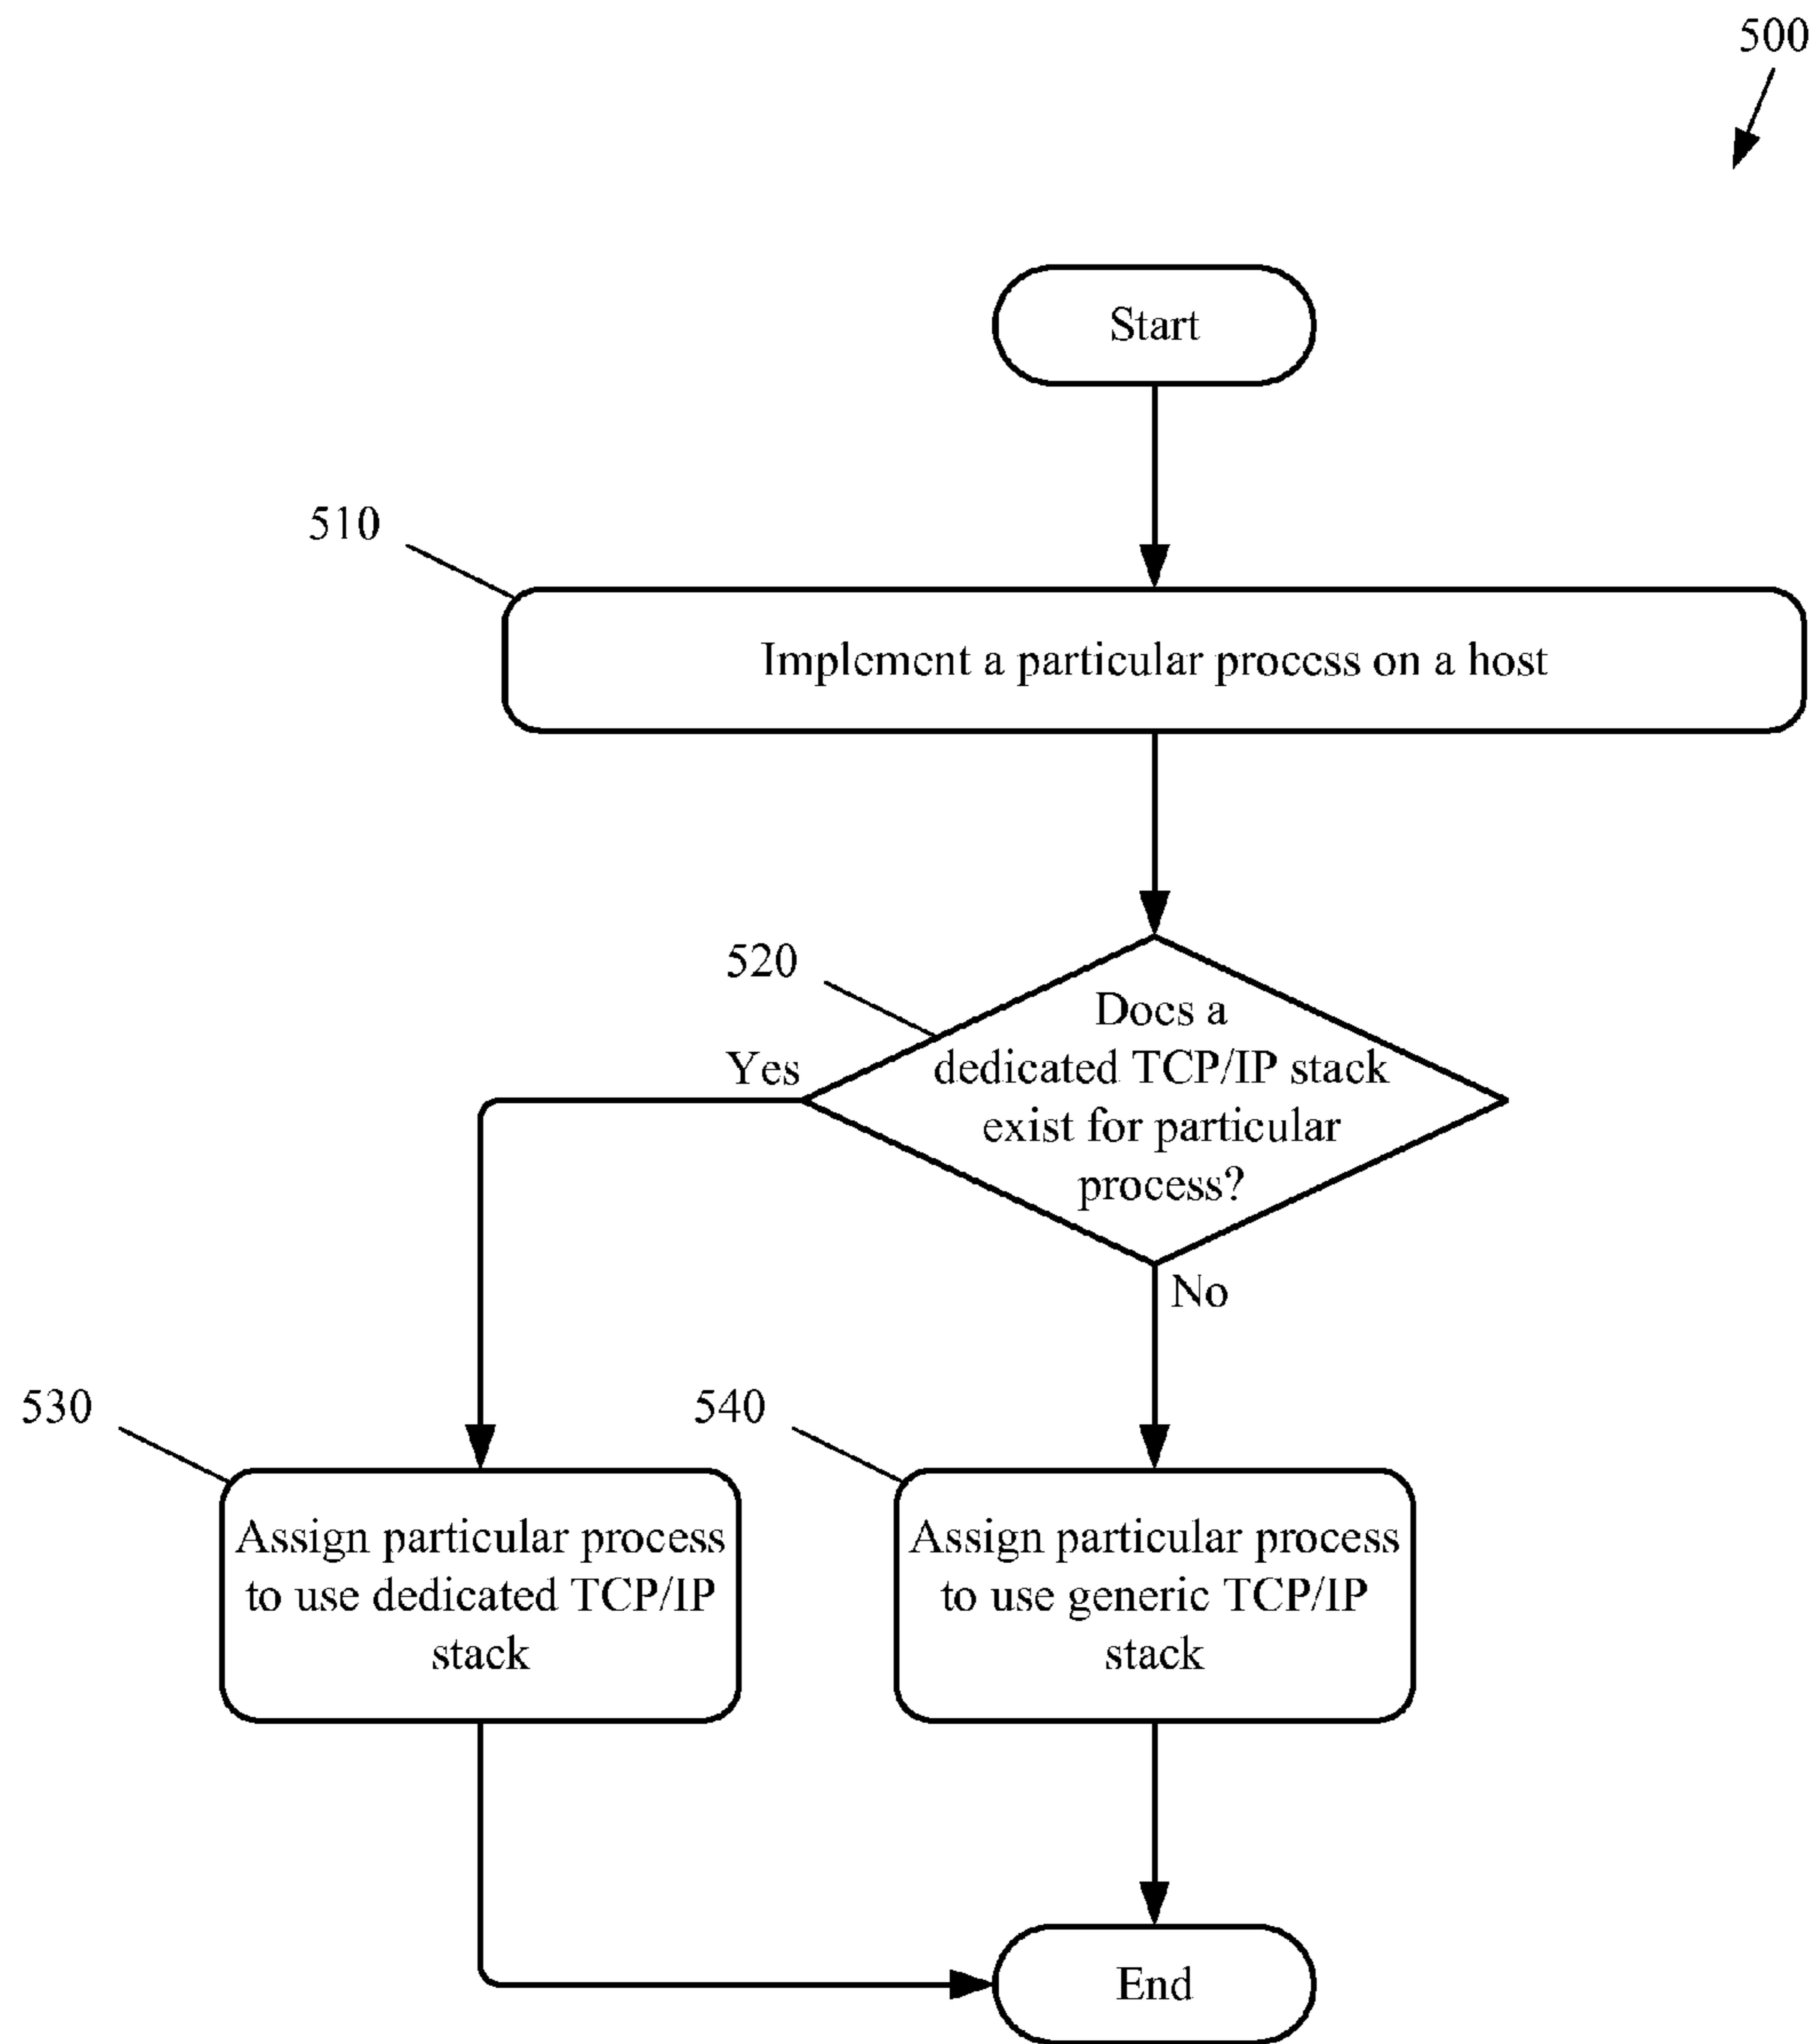 500
Start
510
Implement a particular process on a host
520
Does a
dedicated TCP/IP stack
exist for particular
process?
Yes
No
530
540
Assign particular process
to use dedicated TCP/IP
stack
Assign particular process
to use generic TCP/IP
stack
End